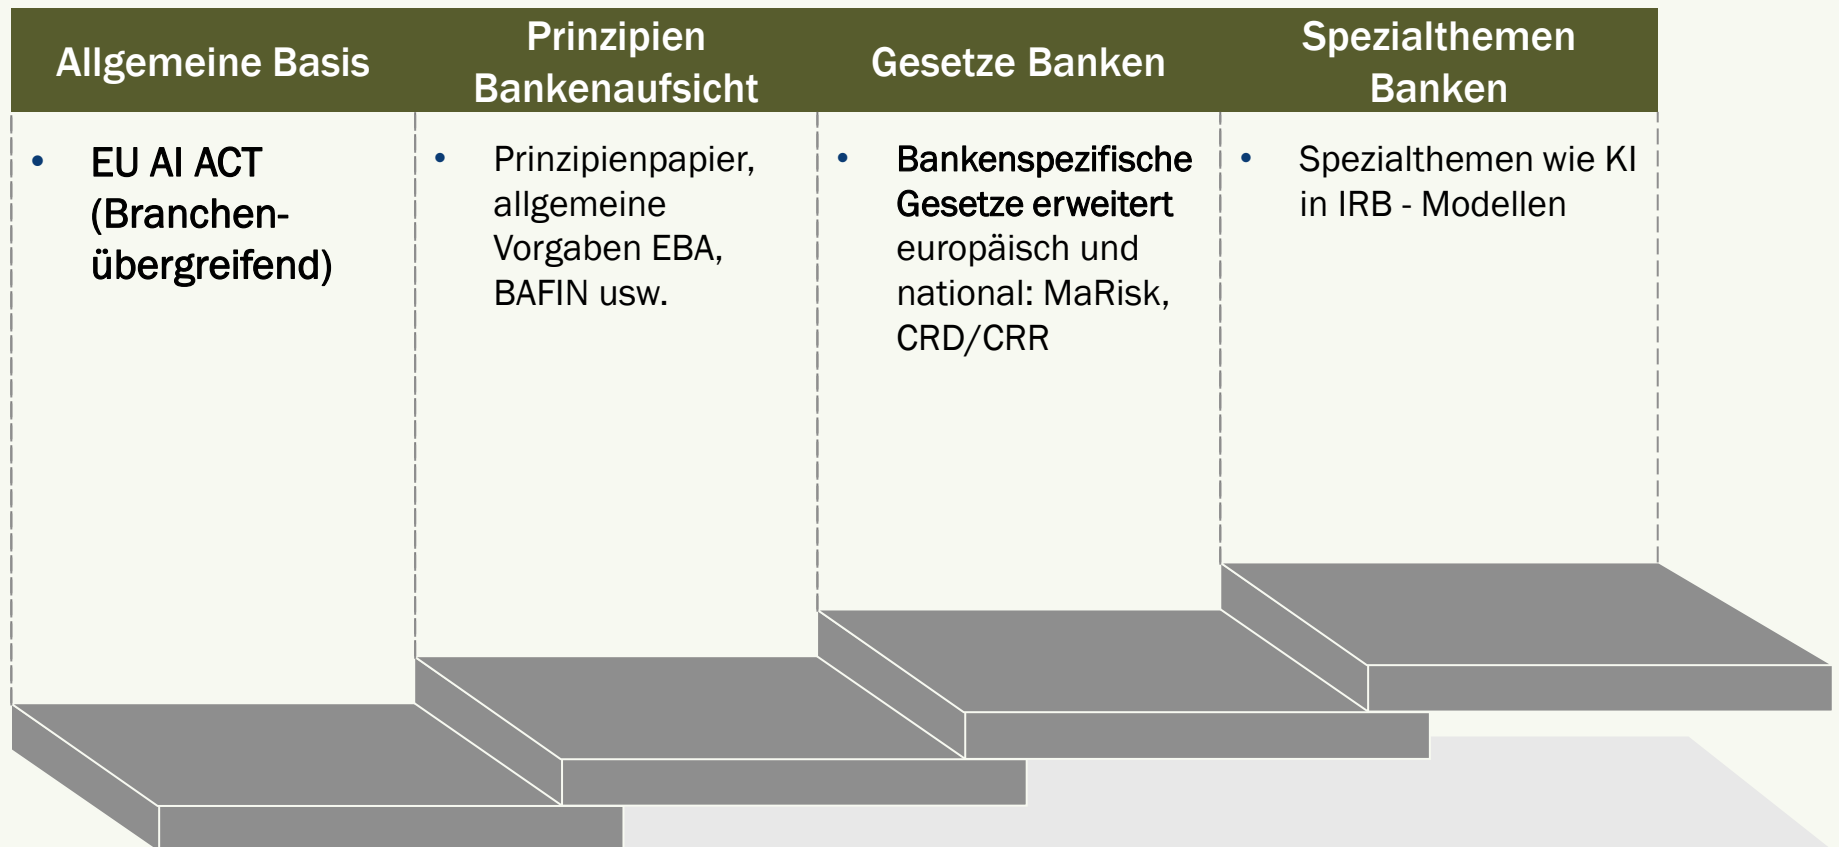 Allgemeine Basis
Prinzipien
Bankenaufsicht
Gesetze Banken
Spezialthemen
Banken
• EU AI ACT
(Branchen-
übergreifend)
• Prinzipienpapier,
allgemeine
Vorgaben EBA,
BAFIN usw.
• Bankenspezifische
Gesetze erweitert
europäisch und
national: MaRisk,
CRD/CRR
• Spezialthemen wie KI
in IRB - Modellen